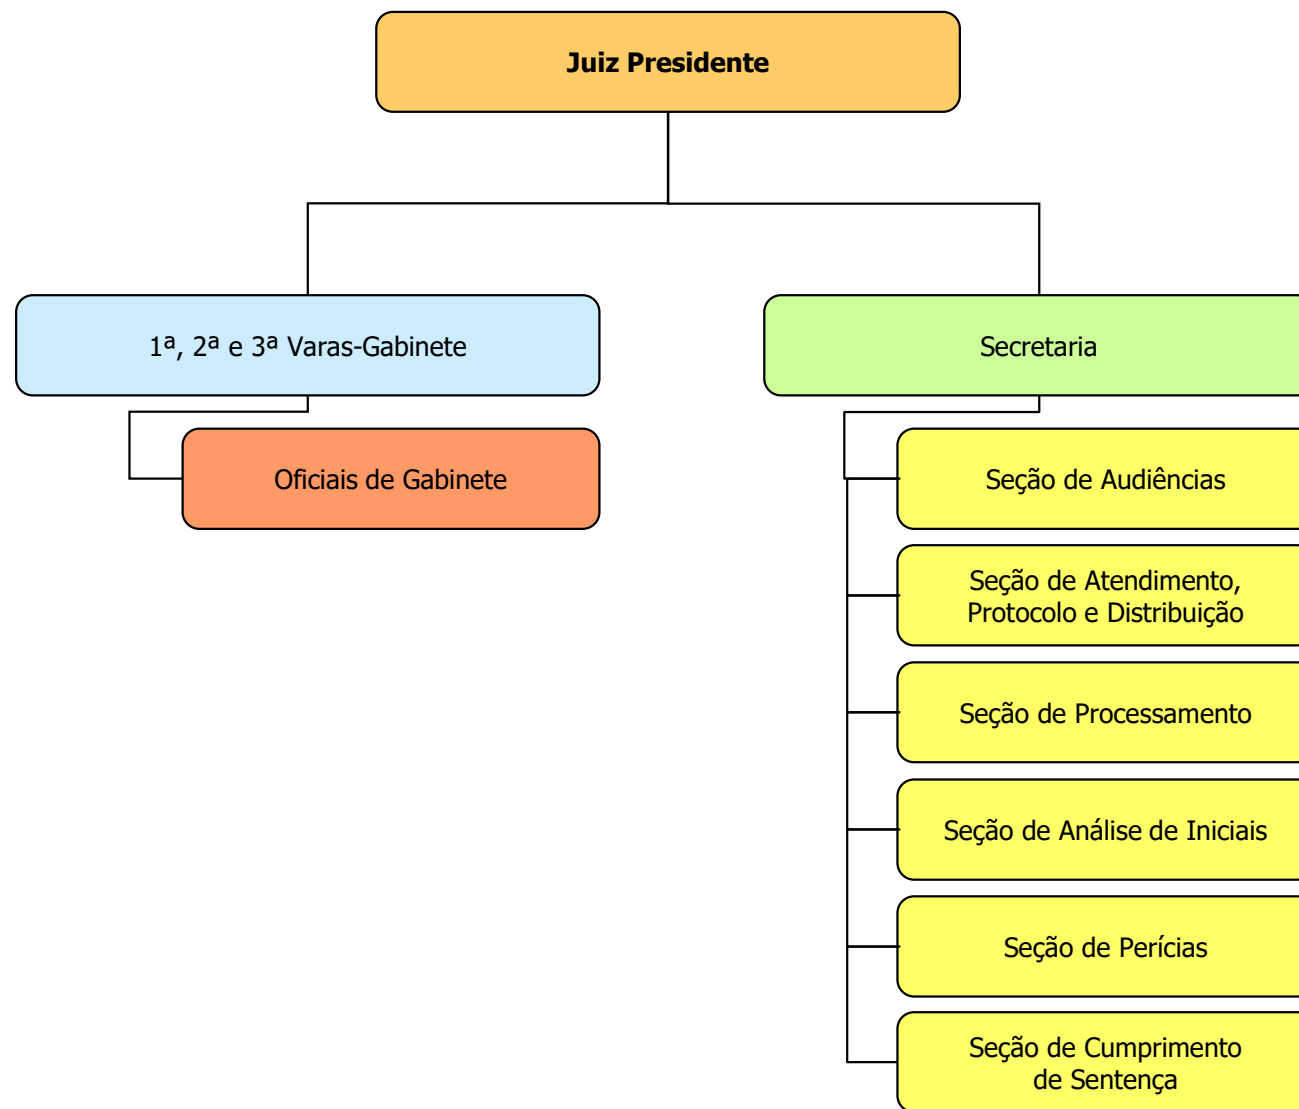 Juiz Presidente
1ª, 2ª e 3ª Varas-Gabinete
Secretaria
Oficiais de Gabinete
Seção de Audiências
Seção de Atendimento,
Protocolo e Distribuição
Seção de Processamento
Seção de Análise de Iniciais
Seção de Perícias
Seção de Cumprimento
de Sentença